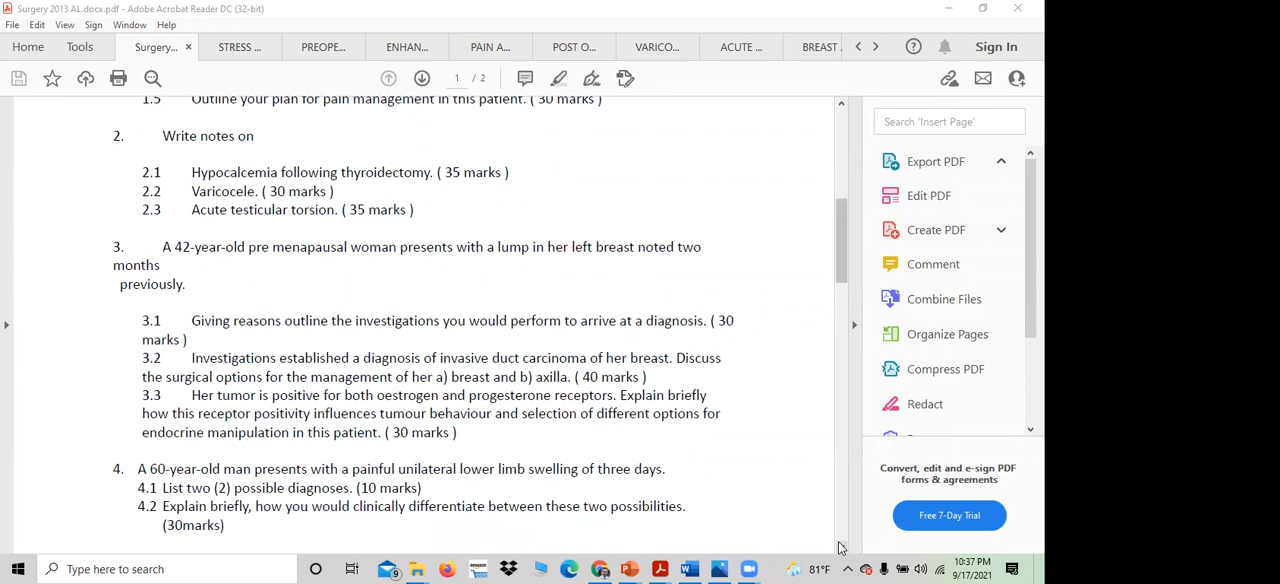 Surgery 2013 AL.docx.pdf - Adobe Acrobat Reader DC (32-bit)
File Edit View Sign Window Help
Home Tools Surgery... STRESS ... PREOPE... ENHAN... PAIN A... POST O... VARICO... ACUTE ... BREAST Sign In
1 / 2
1.5 Outline your plan for pain management in this patient. ( 30 marks )
2. Write notes on
2.1 Hypocalcemia following thyroidectomy. ( 35 marks )
2.2 Varicocele. ( 30 marks )
2.3 Acute testicular torsion. ( 35 marks )
3. A 42-year-old pre menapausal woman presents with a lump in her left breast noted two
months
previously.
3.1 Giving reasons outline the investigations you would perform to arrive at a diagnosis. ( 30
marks )
3.2 Investigations established a diagnosis of invasive duct carcinoma of her breast. Discuss
the surgical options for the management of her a) breast and b) axilla. ( 40 marks )
3.3 Her tumor is positive for both oestrogen and progesterone receptors. Explain briefly
how this receptor positivity influences tumour behaviour and selection of different options for
endocrine manipulation in this patient. ( 30 marks )
4. A 60-year-old man presents with a painful unilateral lower limb swelling of three days.
4.1 List two (2) possible diagnoses. (10 marks)
4.2 Explain briefly, how you would clinically differentiate between these two possibilities.
(30marks)
Search 'Insert Page'
Export PDF
Edit PDF
Create PDF
Comment
Combine Files
Organize Pages
Compress PDF
Redact
Convert, edit and e-sign PDF
forms & agreements
Free 7-Day Trial
Type here to search
9
81°F
10:37 PM
9/17/2021